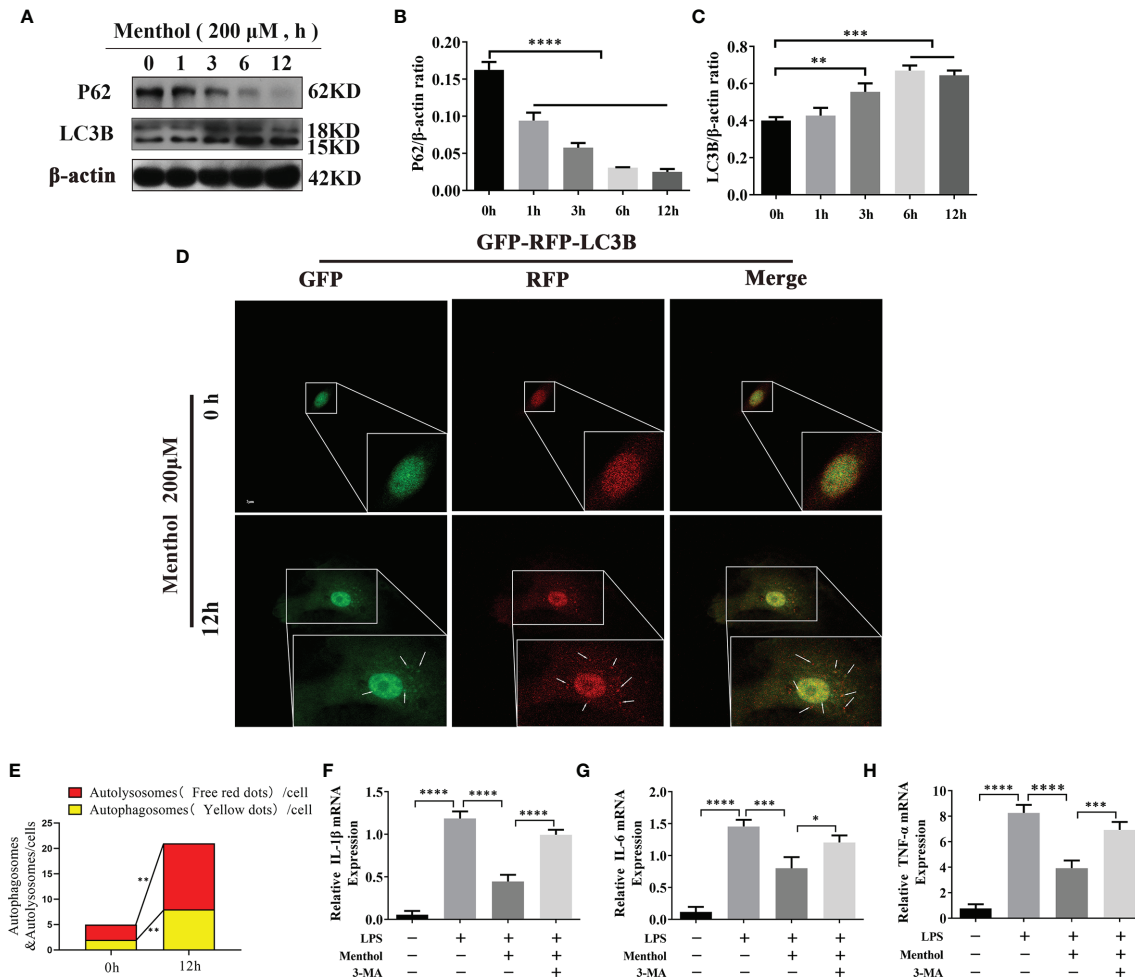 A
Menthol ( 200 μM , h )
0 1 3 6 12
P62 62KD
LC3B 18KD
15KD
β-actin 42KD
B
P62/β-actin ratio
0.20
0.15
0.10
0.05
0.00
****
0h 1h 3h 6h 12h
C
LC3B/β-actin ratio
0.8
0.6
0.4
0.2
0.0
***
**
0h 1h 3h 6h 12h
D
GFP-RFP-LC3B
GFP RFP Merge
Menthol 200μM
0 h
12h
E
Autolysosomes( Free red dots) /cell
Autophagosomes( Yellow dots) /cell
Autophagosomes
&Autolysosomes/cells
25
20
15
10
5
0
**
**
0h 12h
F
Relative IL-1β mRNA
Expression
1.5
1.0
0.5
0.0
**** ****
****
LPS − + + +
Menthol − − + +
3-MA − − − +
G
Relative IL-6 mRNA
Expression
2.0
1.5
1.0
0.5
0.0
**** ***
*
LPS − + + +
Menthol − − + +
3-MA − − − +
H
Relative TNF-α mRNA
Expression
10
8
6
4
2
0
**** ****
***
LPS − + + +
Menthol − − + +
3-MA − − − +